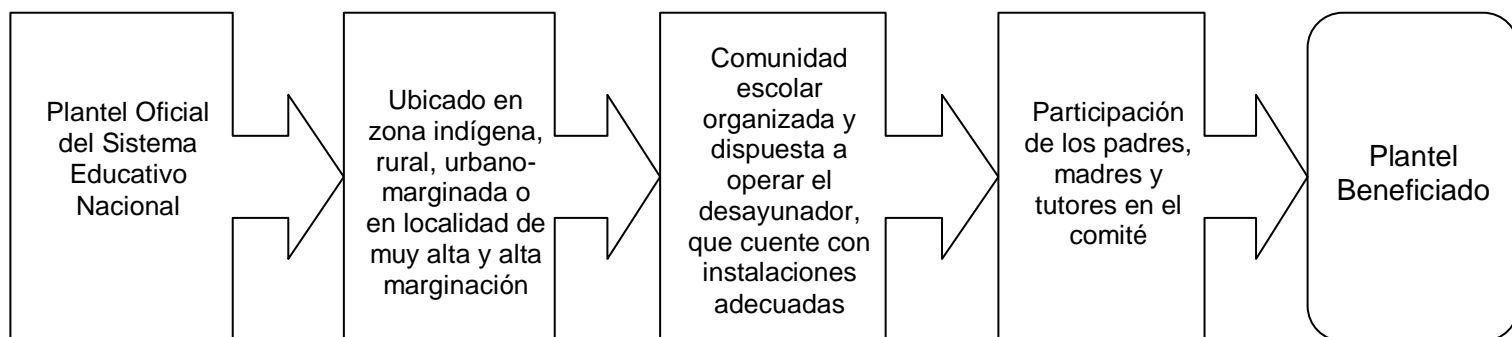 Plantel Oficial
del Sistema
Educativo
Nacional
Ubicado en
zona indígena,
rural, urbano-
marginada o
en localidad de
muy alta y alta
marginación
Comunidad
escolar
organizada y
dispuesta a
operar el
desayunador,
que cuente con
instalaciones
adecuadas
Participación
de los padres,
madres y
tutores en el
comité
Plantel
Beneficiado